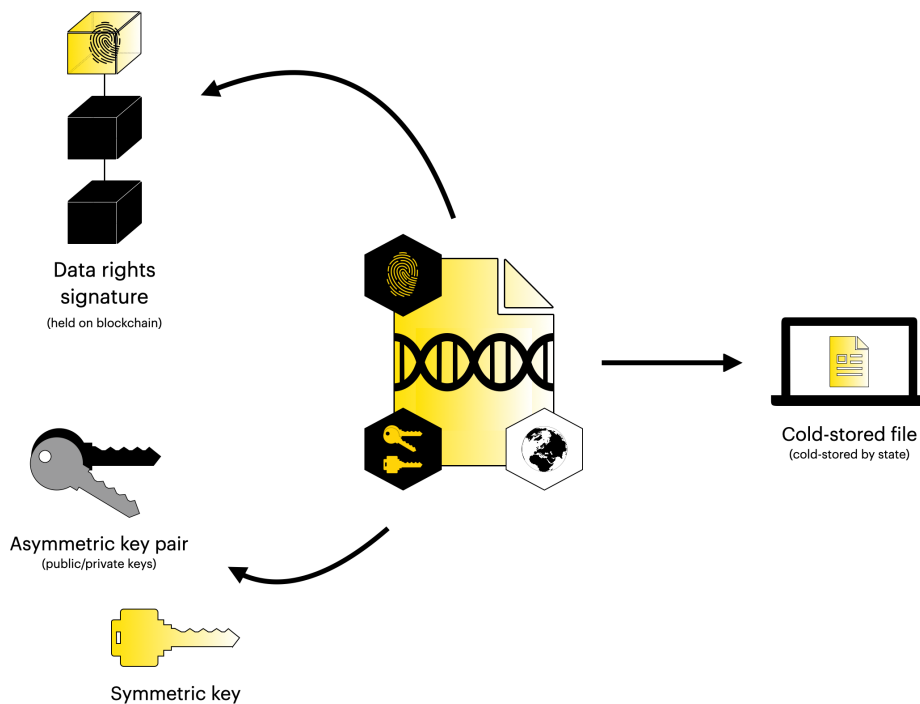 Data rights
signature
(held on blockchain)
Cold-stored file
(cold-stored by state)
Asymmetric key pair
(public/private keys)
Symmetric key